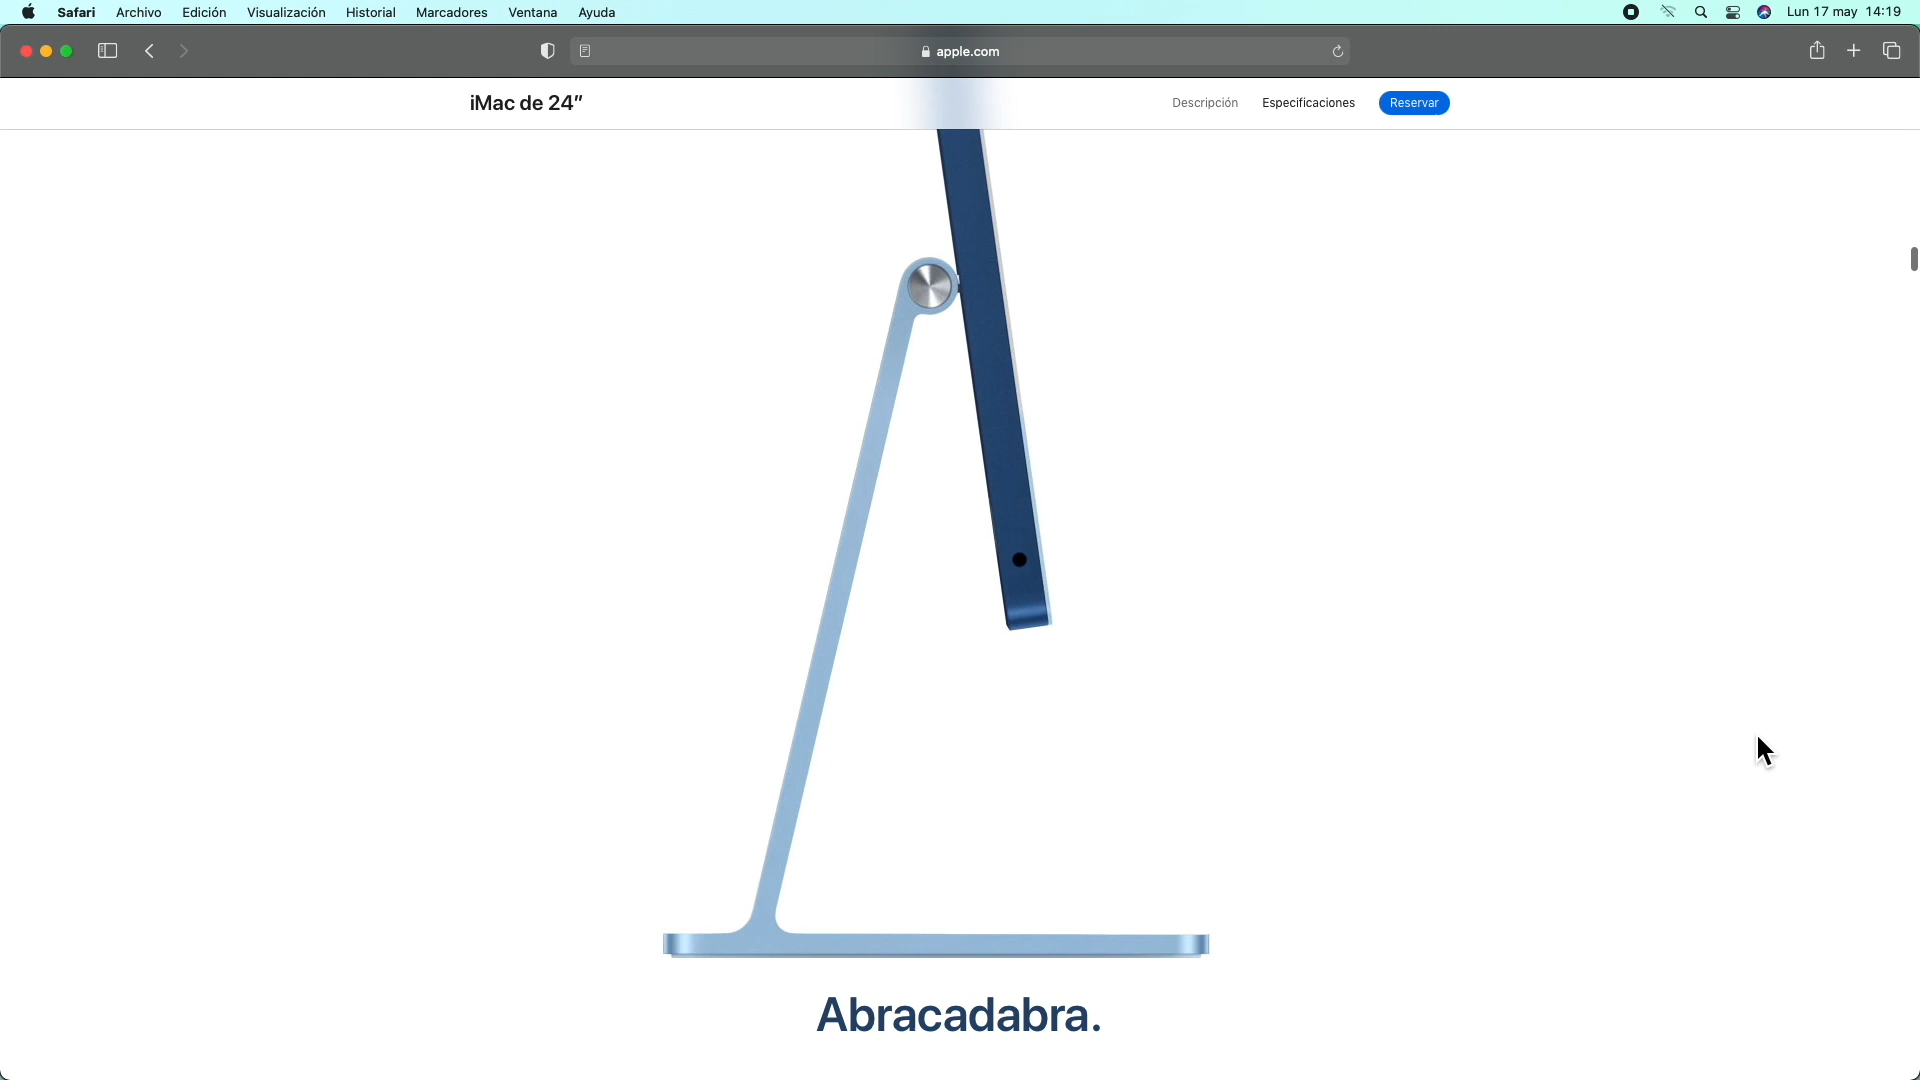 Safari Archivo Edición Visualización Historial Marcadores Ventana Ayuda Lun 17 may 14:19
apple.com
iMac de 24″ Descripción Especificaciones Reservar
Abracadabra.